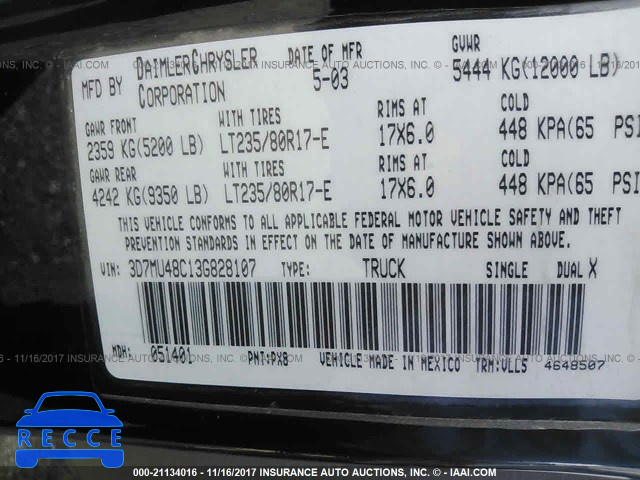 MFD BY DAIMLERCHRYSLER CORPORATION DATE OF MFR 5-03 GVWR 5444 KG(12000 LB)
GAWR FRONT WITH TIRES RIMS AT COLD
2359 KG(5200 LB) LT235/80R17-E 17X6.0 448 KPA(65 PSI
GAWR REAR WITH TIRES RIMS AT COLD
4242 KG(9350 LB) LT235/80R17-E 17X6.0 448 KPA(65 PSI
THIS VEHICLE CONFORMS TO ALL APPLICABLE FEDERAL MOTOR VEHICLE SAFETY AND THEFT
PREVENTION STANDARDS IN EFFECT ON THE DATE OF MANUFACTURE SHOWN ABOVE.
VIN: 3D7MU48C13G828107 TYPE: TRUCK SINGLE DUAL X
MDH: 051401 PNT:PXB VEHICLE MADE IN MEXICO TRM:VLL5 4648507
RECCE
000-21134016 - 11/16/2017 INSURANCE AUTO AUCTIONS, INC. - © IAAI.COM